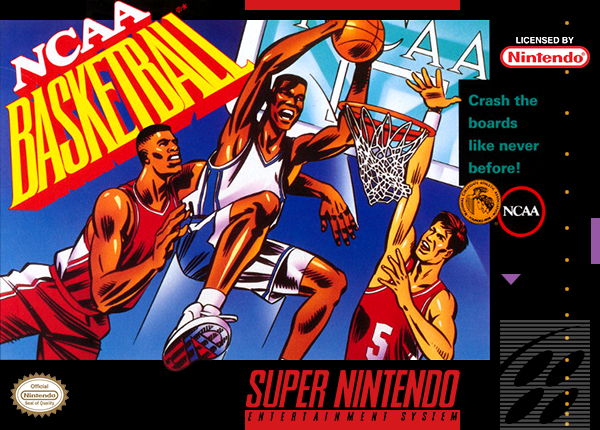 NCAA
BASKETBALL
NCAA
LICENSED BY
Nintendo
Crash the
boards
like never
before!
NCAA
5
Official
Nintendo
Seal of Quality
SUPER NINTENDO
ENTERTAINMENT SYSTEM